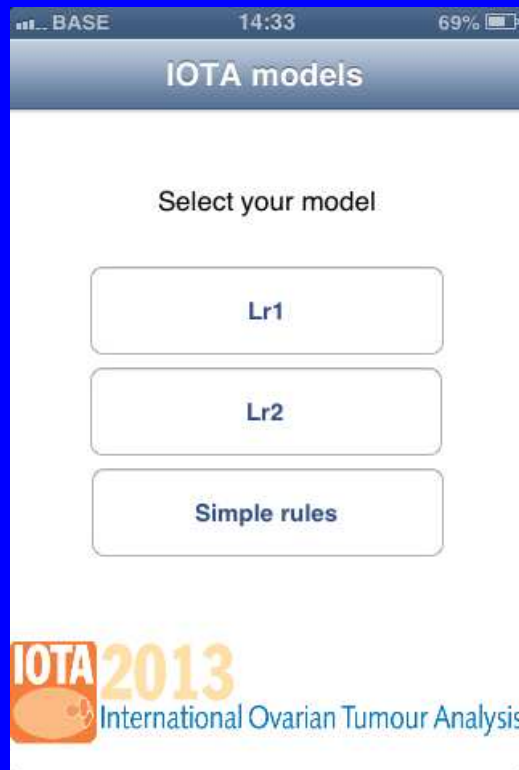 BASE 14:33 69%
IOTA models
Select your model
Lr1
Lr2
Simple rules
IOTA 2013
International Ovarian Tumour Analysis